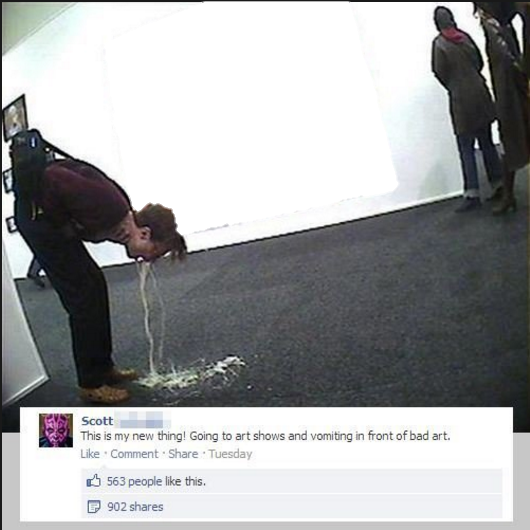 Scott
This is my new thing! Going to art shows and vomiting in front of bad art.
Like · Comment · Share · Tuesday
563 people like this.
902 shares